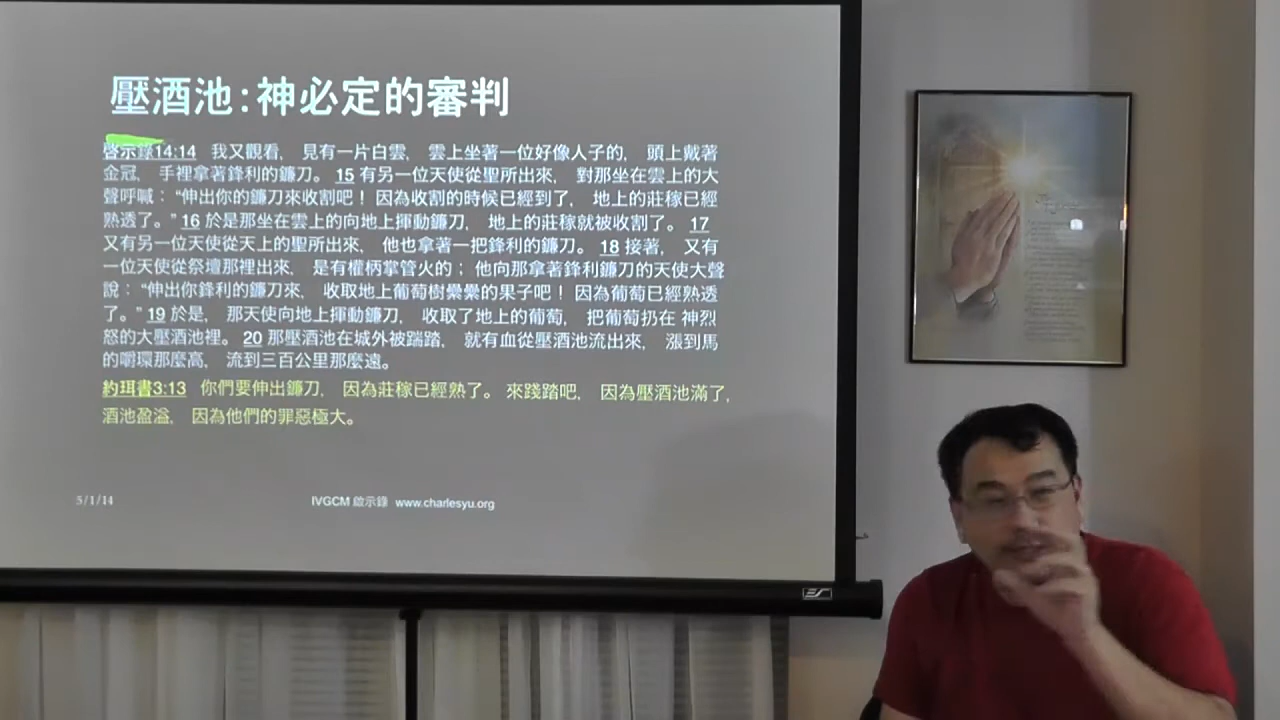 壓酒池:神必定的審判
啓示錄14:14 我又觀看，見有一片白雲，雲上坐著一位好像人子的，頭上戴著
金冠，手裡拿著鋒利的鐮刀。15 有另一位天使從聖所出來，對那坐在雲上的大
聲呼喊：“伸出你的鐮刀來收割吧！因為收割的時候已經到了，地上的莊稼已經
熟透了。”16 於是那坐在雲上的向地上揮動鐮刀，地上的莊稼就被收割了。17
又有另一位天使從天上的聖所出來，他也拿著一把鋒利的鐮刀。18 接著，又有
一位天使從祭壇那裡出來，是有權柄掌管火的；他向那拿著鋒利鐮刀的天使大聲
說：“伸出你鋒利的鐮刀來，收取地上葡萄樹纍纍的果子吧！因為葡萄已經熟透
了。”19 於是，那天使向地上揮動鐮刀，收取了地上的葡萄，把葡萄扔在 神烈
怒的大壓酒池裡。20 那壓酒池在城外被踹踏，就有血從壓酒池流出來，漲到馬
的嚼環那麼高，流到三百公里那麼遠。
約珥書3:13 你們要伸出鐮刀，因為莊稼已經熟了。來踐踏吧，因為壓酒池滿了，
酒池盈溢，因為他們的罪惡極大。
5/1/14
IVGCM 啟示錄 www.charlesyu.org